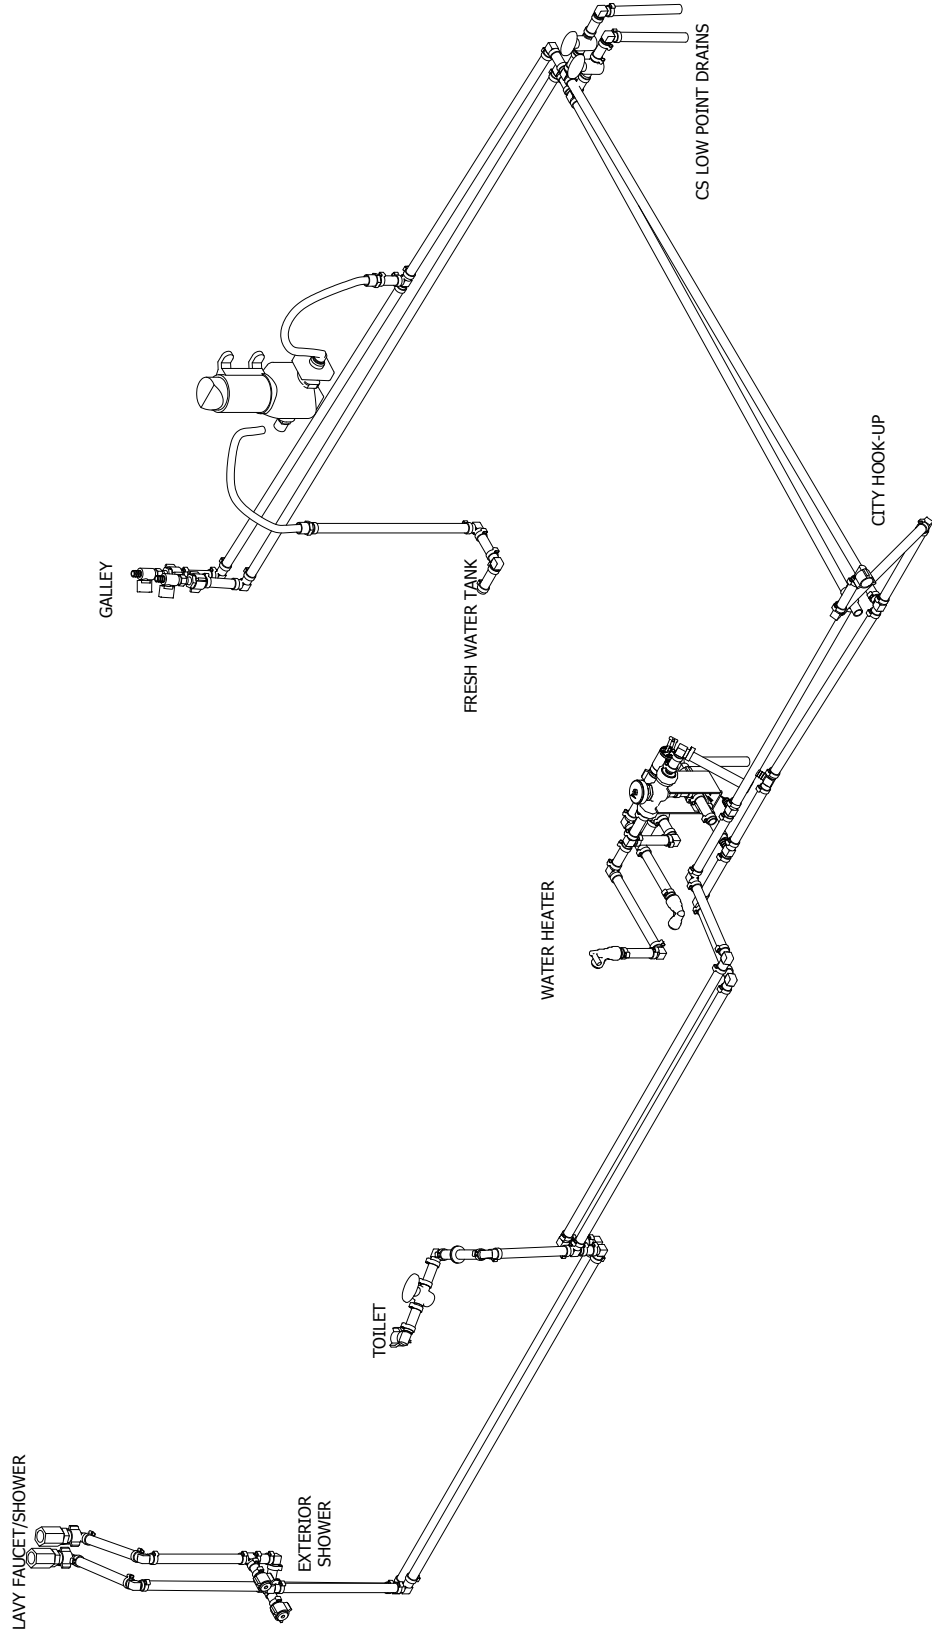 LAVY FAUCET/SHOWER
EXTERIOR
SHOWER
TOILET
WATER HEATER
GALLEY
FRESH WATER TANK
CITY HOOK-UP
CS LOW POINT DRAINS